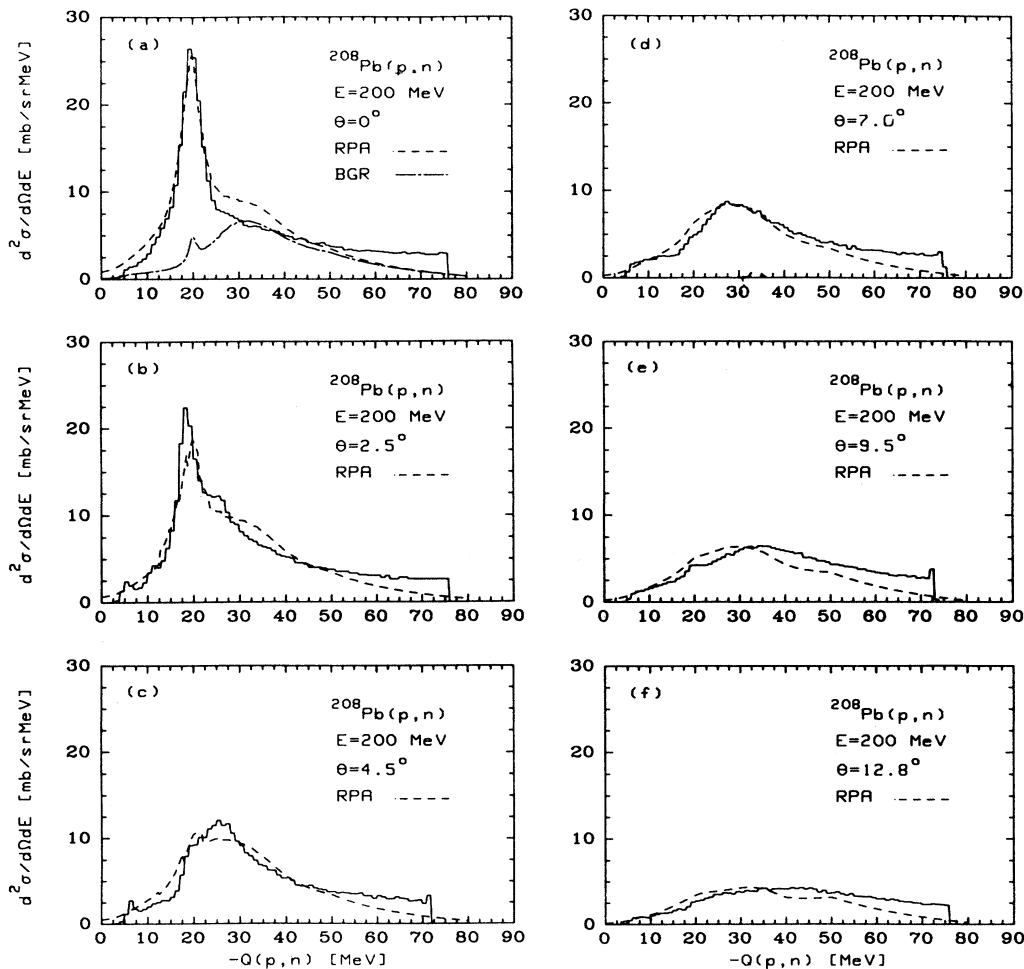 (a)
208Pb(p,n)
E=200 MeV
θ=0°
RPA
BGR
d²σ/dΩdE [mb/srMeV]
30
20
10
0
0 10 20 30 40 50 60 70 80 90
(d)
208Pb(p,n)
E=200 MeV
θ=7.0°
RPA
30
20
10
0
0 10 20 30 40 50 60 70 80 90
(b)
208Pb(p,n)
E=200 MeV
θ=2.5°
RPA
d²σ/dΩdE [mb/srMeV]
30
20
10
0
0 10 20 30 40 50 60 70 80 90
(e)
208Pb(p,n)
E=200 MeV
θ=9.5°
RPA
30
20
10
0
0 10 20 30 40 50 60 70 80 90
(c)
208Pb(p,n)
E=200 MeV
θ=4.5°
RPA
d²σ/dΩdE [mb/srMeV]
30
20
10
0
0 10 20 30 40 50 60 70 80 90
-Q(p,n) [MeV]
(f)
208Pb(p,n)
E=200 MeV
θ=12.8°
RPA
30
20
10
0
0 10 20 30 40 50 60 70 80 90
-Q(p,n) [MeV]